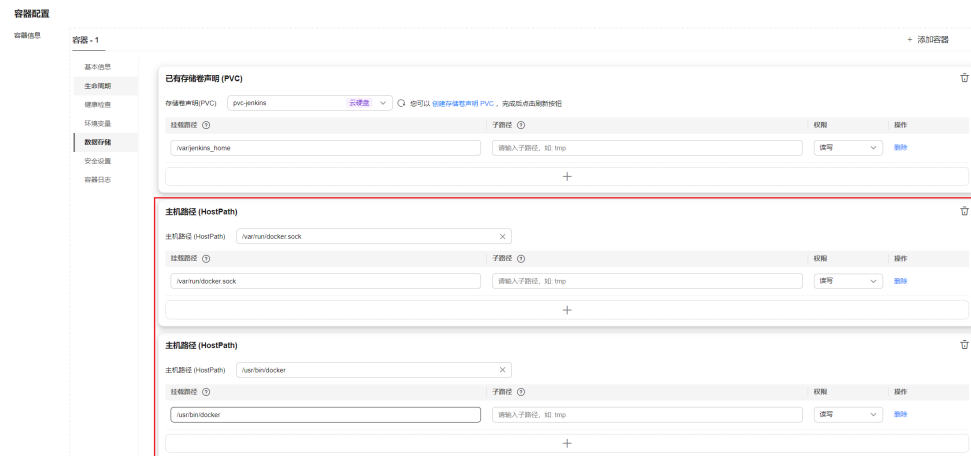 容器配置
容器信息
容器 - 1
+ 添加容器
基本信息
生命周期
健康检查
环境变量
数据存储
安全设置
容器日志
已有存储卷声明 (PVC)
存储卷声明(PVC) pvc-jenkins 云硬盘 您可以 创建存储卷声明 PVC ，完成后点击刷新按钮
挂载路径 子路径 权限 操作
/var/jenkins_home 请输入子路径, 如: tmp 读写 删除
+
主机路径 (HostPath)
主机路径 (HostPath) /var/run/docker.sock
挂载路径 子路径 权限 操作
/var/run/docker.sock 请输入子路径, 如: tmp 读写 删除
+
主机路径 (HostPath)
主机路径 (HostPath) /usr/bin/docker
挂载路径 子路径 权限 操作
/usr/bin/docker 请输入子路径, 如: tmp 读写 删除
+